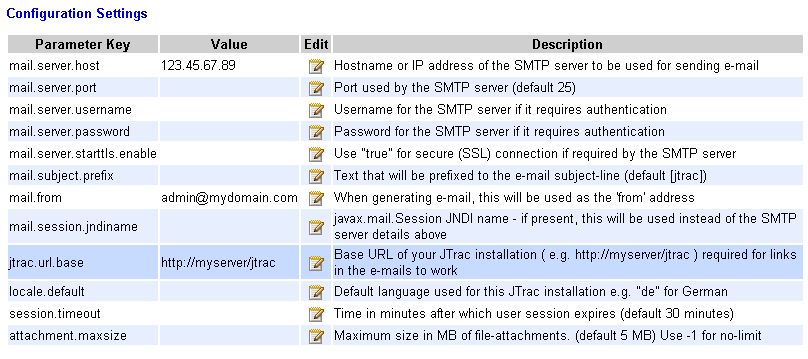 Configuration Settings
Parameter Key Value Edit Description
mail.server.host 123.45.67.89 Hostname or IP address of the SMTP server to be used for sending e-mail
mail.server.port Port used by the SMTP server (default 25)
mail.server.username Username for the SMTP server if it requires authentication
mail.server.password Password for the SMTP server if it requires authentication
mail.server.starttls.enable Use "true" for secure (SSL) connection if required by the SMTP server
mail.subject.prefix Text that will be prefixed to the e-mail subject-line (default [jtrac])
mail.from admin@mydomain.com When generating e-mail, this will be used as the 'from' address
mail.session.jndiname javax.mail.Session JNDI name - if present, this will be used instead of the SMTP
server details above
jtrac.url.base http://myserver/jtrac Base URL of your JTrac installation ( e.g. http://myserver/jtrac ) required for links
in the e-mails to work
locale.default Default language used for this JTrac installation e.g. "de" for German
session.timeout Time in minutes after which user session expires (default 30 minutes)
attachment.maxsize Maximum size in MB of file-attachments. (default 5 MB) Use -1 for no-limit